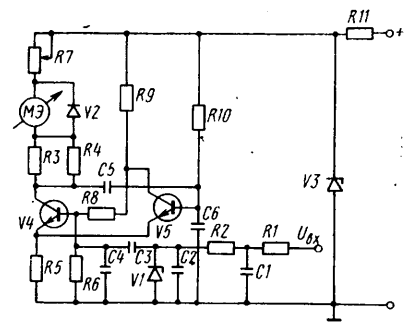 R11
+
R7
R9
R10
МЭ
V2
V3
R3
R4
C5
R8
V4
V5
C6
R2
R1
Uвх
R5
R6
C4
C3
V1
C2
C1